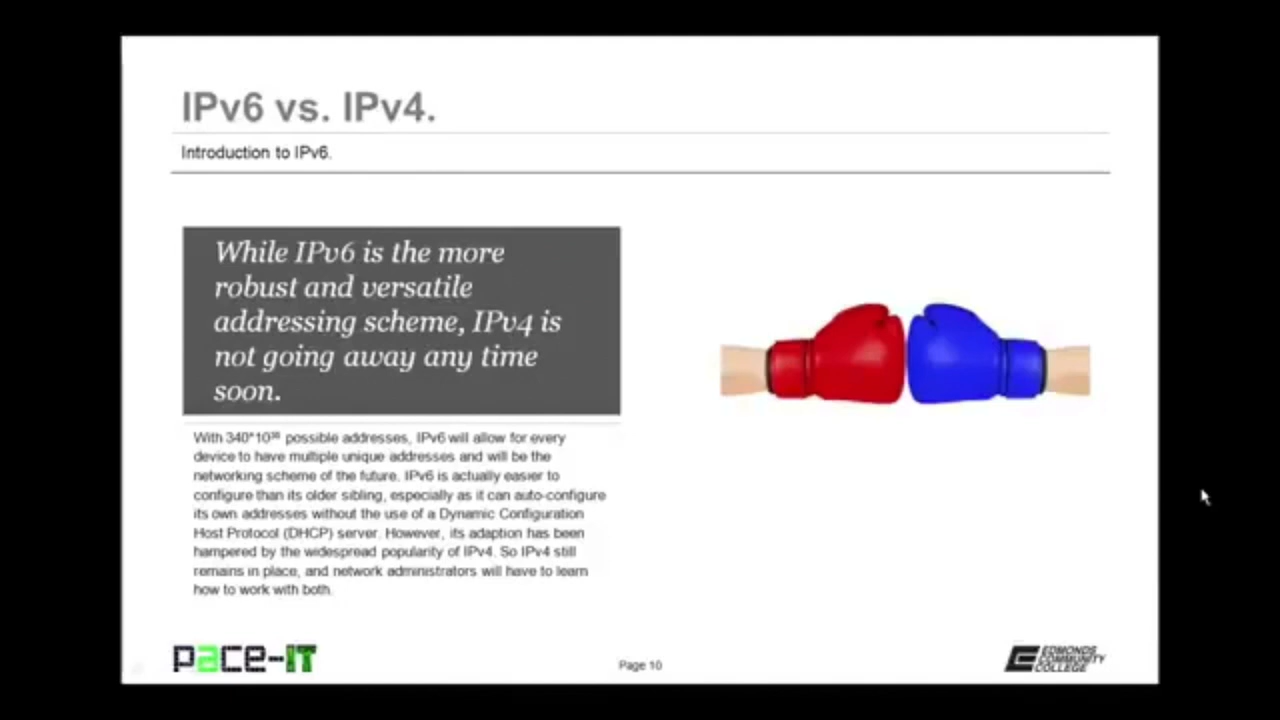 IPv6 vs. IPv4.
Introduction to IPv6.
While IPv6 is the more
robust and versatile
addressing scheme, IPv4 is
not going away any time
soon.
With 340*10³⁶ possible addresses, IPv6 will allow for every
device to have multiple unique addresses and will be the
networking scheme of the future. IPv6 is actually easier to
configure than its older sibling, especially as it can auto-configure
its own addresses without the use of a Dynamic Configuration
Host Protocol (DHCP) server. However, its adaption has been
hampered by the widespread popularity of IPv4. So IPv4 still
remains in place, and network administrators will have to learn
how to work with both.
pace-IT
Page 10
EDMONDS
COMMUNITY
COLLEGE